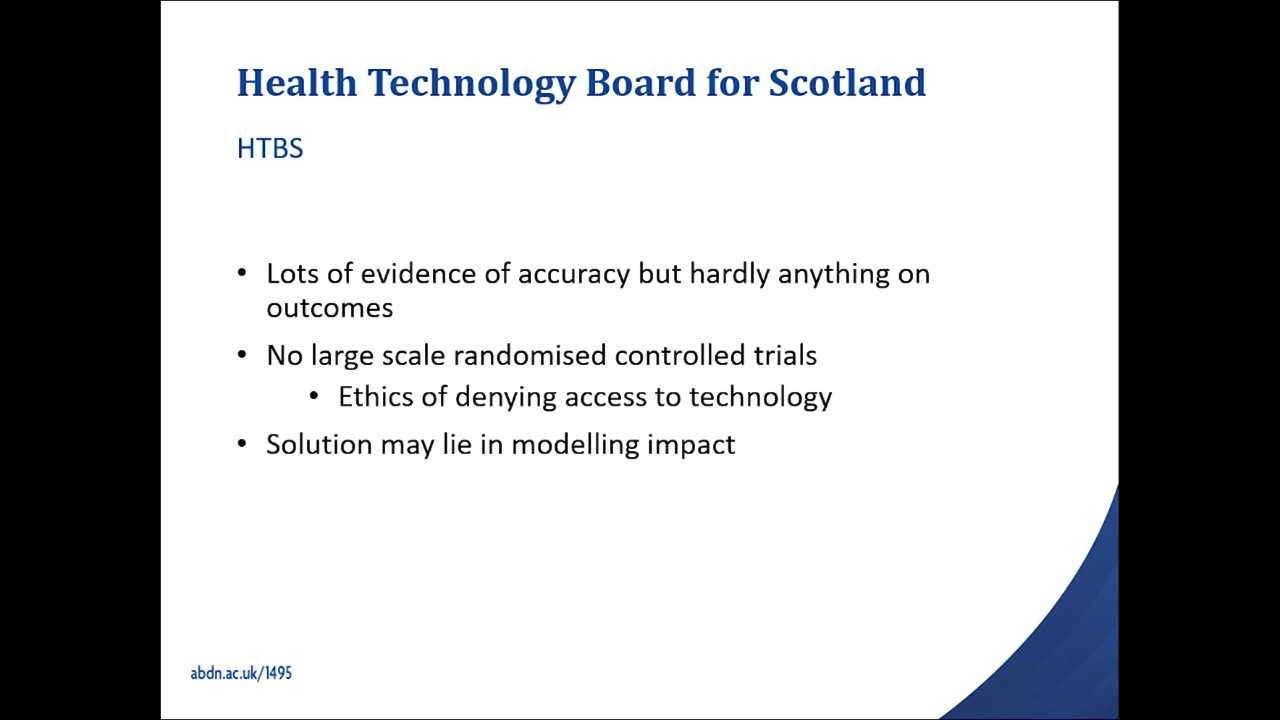 Health Technology Board for Scotland
HTBS
• Lots of evidence of accuracy but hardly anything on
outcomes
• No large scale randomised controlled trials
• Ethics of denying access to technology
• Solution may lie in modelling impact
abdn.ac.uk/1495